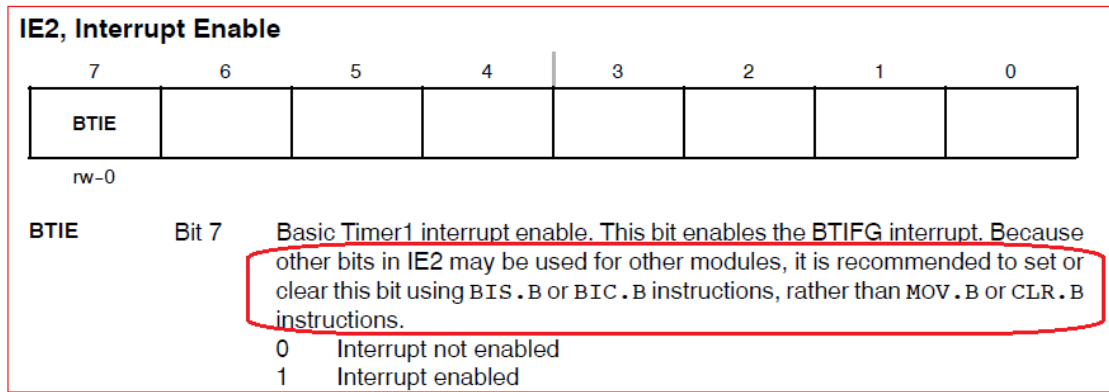 IE2, Interrupt Enable
7 6 5 4 3 2 1 0
BTIE
rw−0
BTIE Bit 7 Basic Timer1 interrupt enable. This bit enables the BTIFG interrupt. Because
other bits in IE2 may be used for other modules, it is recommended to set or
clear this bit using BIS.B or BIC.B instructions, rather than MOV.B or CLR.B
instructions.
0 Interrupt not enabled
1 Interrupt enabled